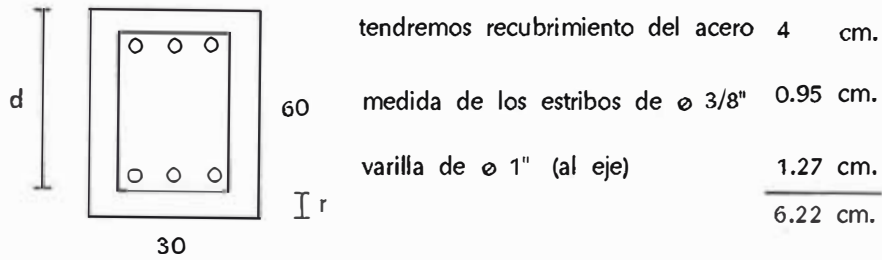 tendremos recubrimiento del acero 4 cm.
d
60
medida de los estribos de ø 3/8" 0.95 cm.
varilla de ø 1" (al eje) 1.27 cm.
r
6.22 cm.
30